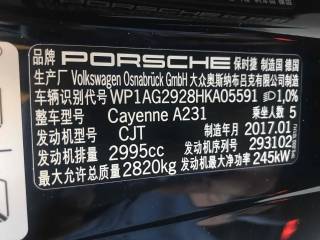 品牌 PORSCHE 保时捷 制造国 德国
生产厂 Volkswagen Osnabrück GmbH 大众奥斯纳布吕克有限公司制造
车辆识别代号 WP1AG2928HKA05591 1,0%
整车型号 Cayenne A231 乘坐人数 5
发动机型号 CJT 制造年月 2017.01
发动机排量 2995cc 发动机序列号 293102
最大允许总质量 2820kg 发动机最大净功率 245kW